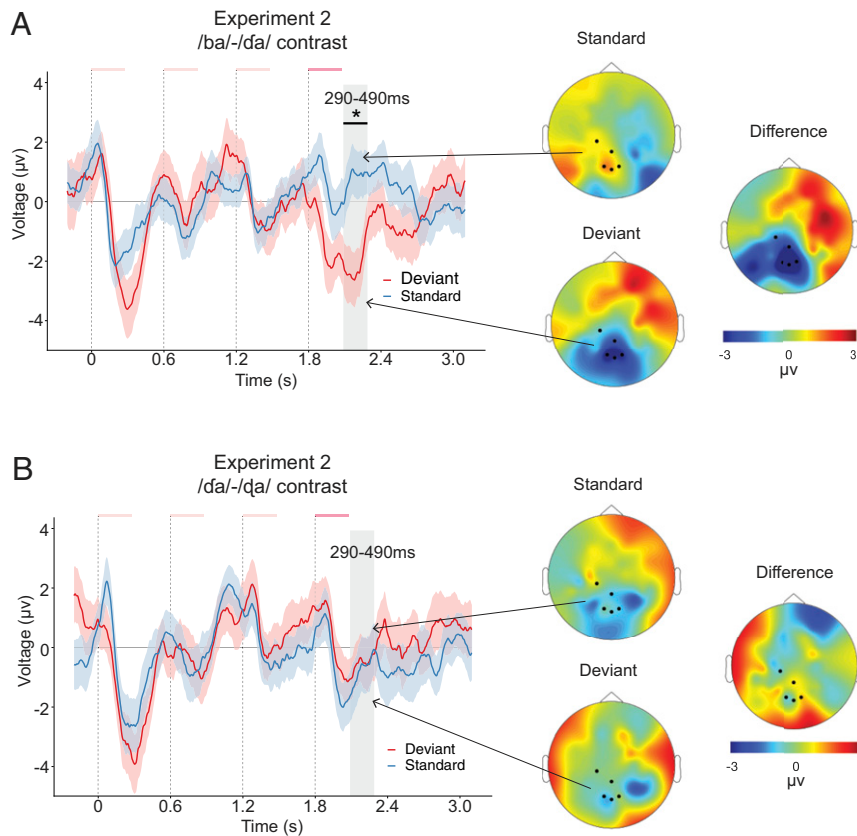 A
Experiment 2
/ba/-/ɗa/ contrast
Standard
Difference
Deviant
290-490ms
*
Voltage (μv)
4
2
0
-2
-4
Deviant
Standard
0
0.6
1.2
1.8
2.4
3.0
Time (s)
-3
0
3
μv
B
Experiment 2
/ɗa/-/ɖa/ contrast
Standard
Difference
Deviant
290-490ms
Voltage (μv)
4
2
0
-2
-4
Deviant
Standard
0
0.6
1.2
1.8
2.4
3.0
Time (s)
-3
0
μv